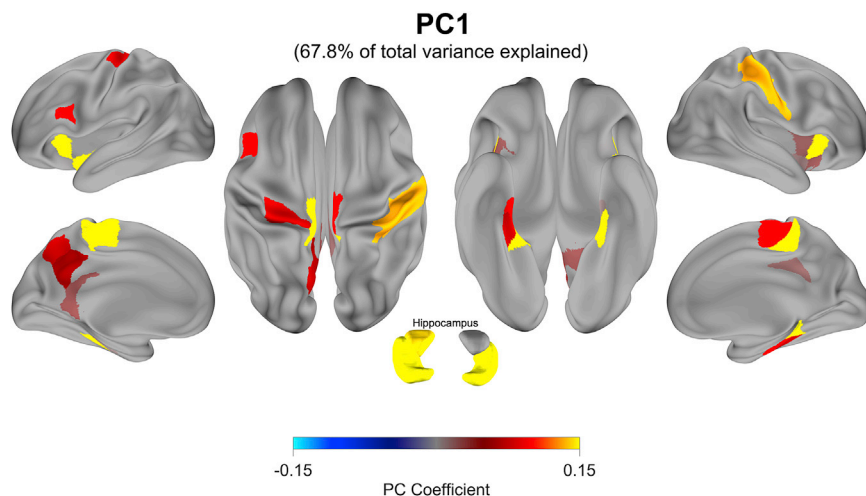 PC1
(67.8% of total variance explained)
Hippocampus
-0.15
0.15
PC Coefficient